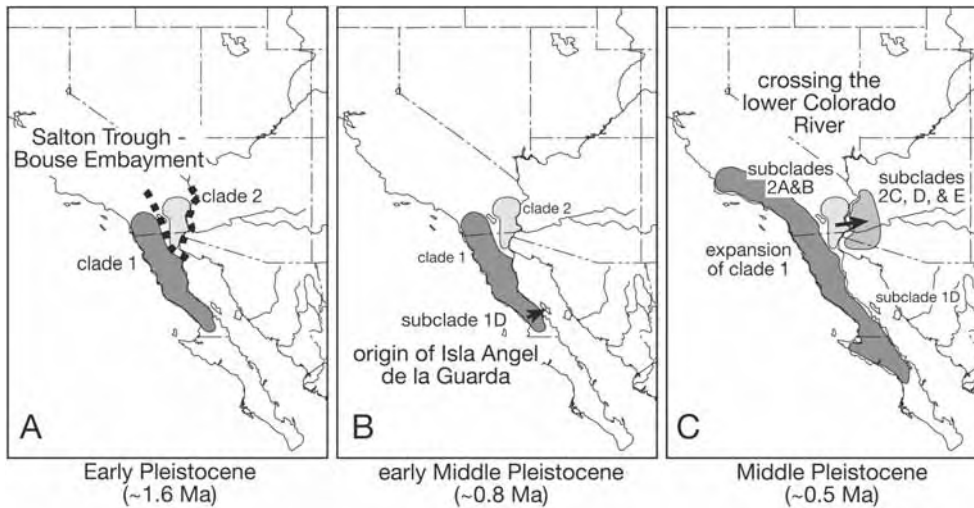 Salton Trough -
Bouse Embayment
clade 2
clade 1
A
Early Pleistocene
(~1.6 Ma)
clade 2
clade 1
subclade 1D
origin of Isla Angel
de la Guarda
B
early Middle Pleistocene
(~0.8 Ma)
crossing the
lower Colorado
River
subclades
2A&B
subclades
2C, D, & E
expansion
of clade 1
subclade 1D
C
Middle Pleistocene
(~0.5 Ma)